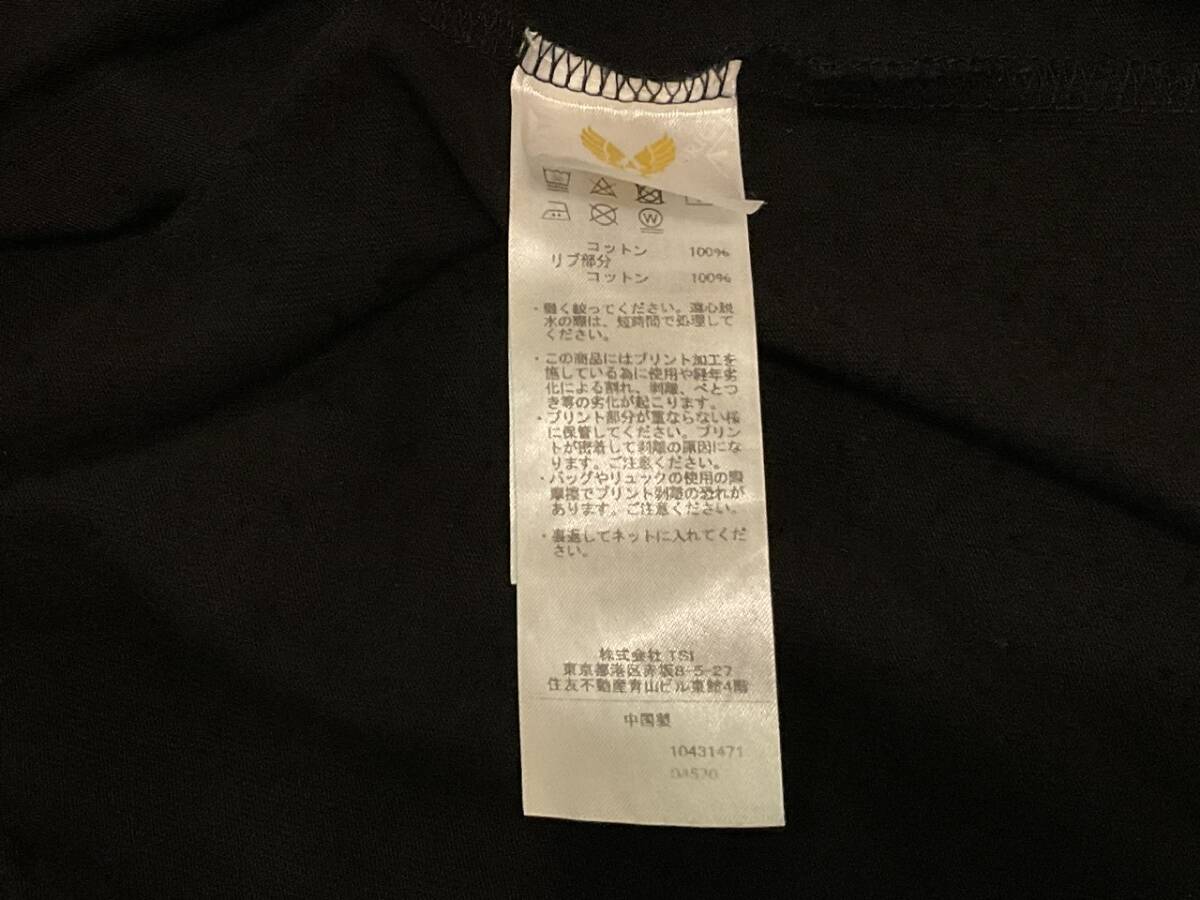 W
コットン 100%
リブ部分
コットン 100%
・軽く絞ってください。遠心脱
水の際は、短時間で処理して
ください。
・この商品にはプリント加工を
施している為に使用や経年劣
化による割れ、剥離、べとつ
き等の劣化が起こります。
・プリント部分が重ならない様
に保管してください。プリン
トが密着して剥離の原因にな
ります。ご注意ください。
・バッグやリュックの使用の際
摩擦でプリント剥離の恐れが
あります。ご注意ください。
・裏返してネットに入れてくだ
さい。
株式会社TSI
東京都港区赤坂8-5-27
住友不動産青山ビル東館4階
中国製
10431471